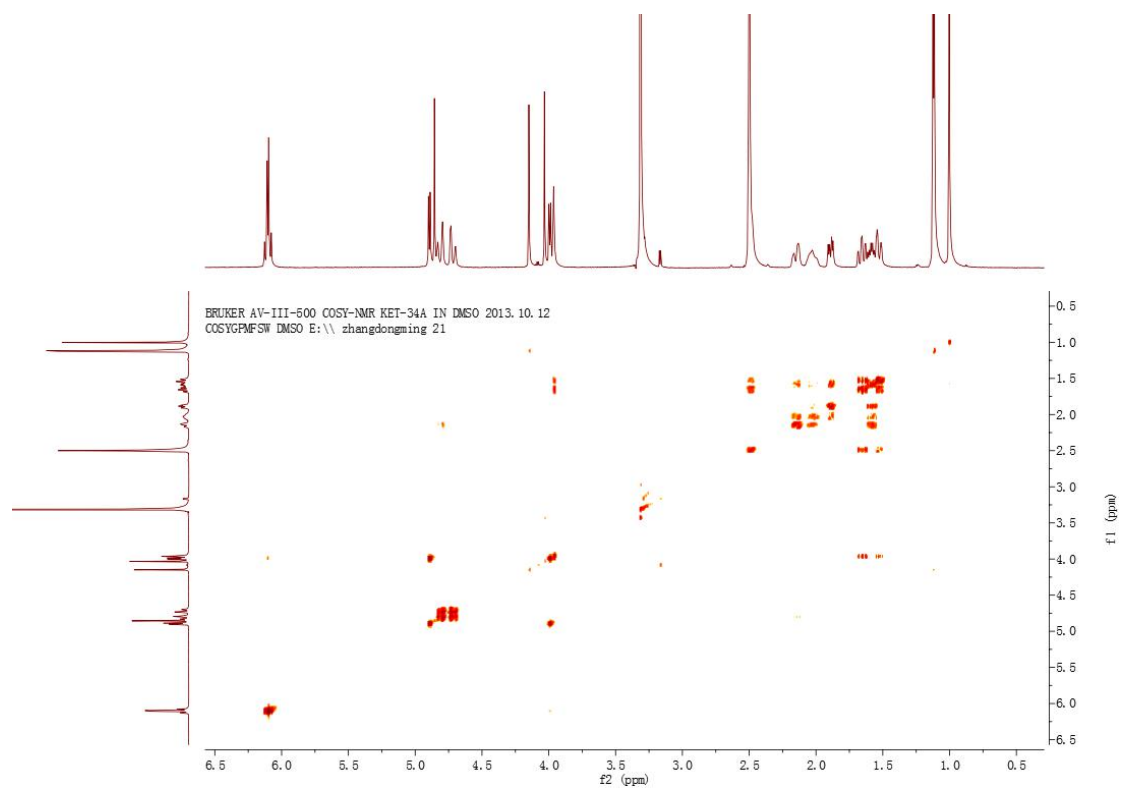 BRUKER AV-III-500 COSY-NMR KET-34A IN DMSO 2013.10.12
COSYGPMFSW DMSO E:\\ zhangdongming 21
0.5
1.0
1.5
2.0
2.5
3.0
3.5
4.0
4.5
5.0
5.5
6.0
6.5
f1 (ppm)
6.5 6.0 5.5 5.0 4.5 4.0 3.5 3.0 2.5 2.0 1.5 1.0 0.5
f2 (ppm)